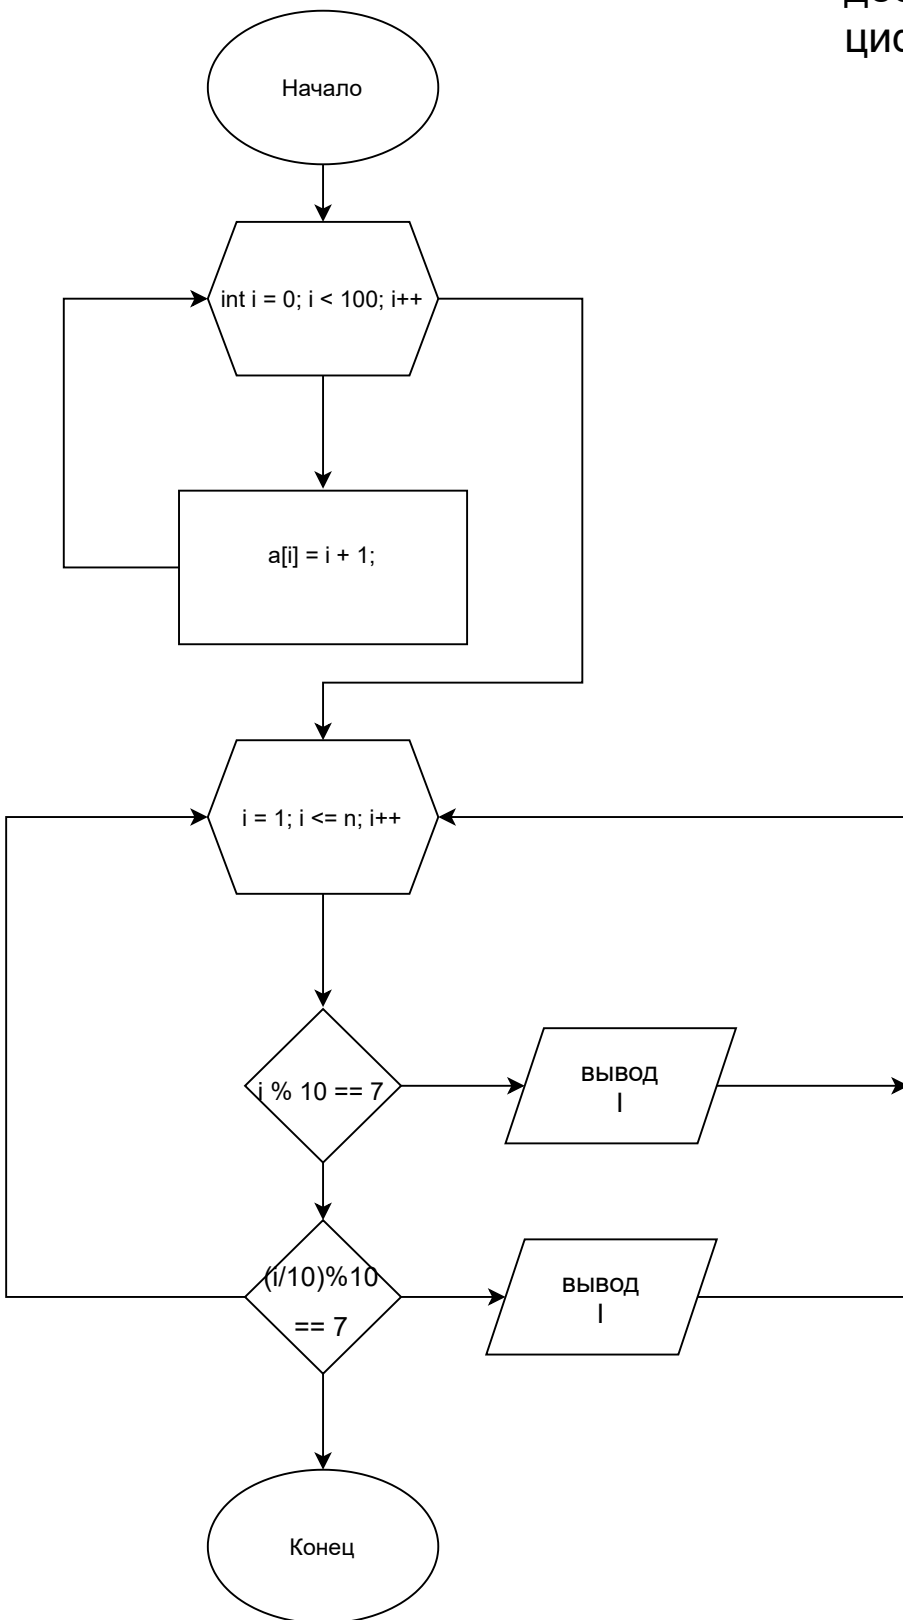 Начало
int i = 0; i < 100; i++
a[i] = i + 1;
i = 1; i <= n; i++
i % 10 == 7
вывод
I
(i/10)%10
== 7
вывод
I
Конец